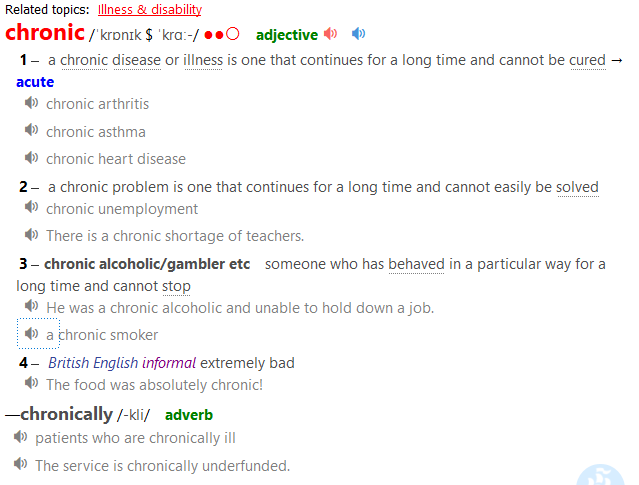 Related topics: Illness & disability
chronic /ˈkrɒnɪk $ ˈkrɑː-/ ●●○ adjective
1 – a chronic disease or illness is one that continues for a long time and cannot be cured →
acute
chronic arthritis
chronic asthma
chronic heart disease
2 – a chronic problem is one that continues for a long time and cannot easily be solved
chronic unemployment
There is a chronic shortage of teachers.
3 – chronic alcoholic/gambler etc someone who has behaved in a particular way for a
long time and cannot stop
He was a chronic alcoholic and unable to hold down a job.
a chronic smoker
4 – British English informal extremely bad
The food was absolutely chronic!
—chronically /-kli/ adverb
patients who are chronically ill
The service is chronically underfunded.